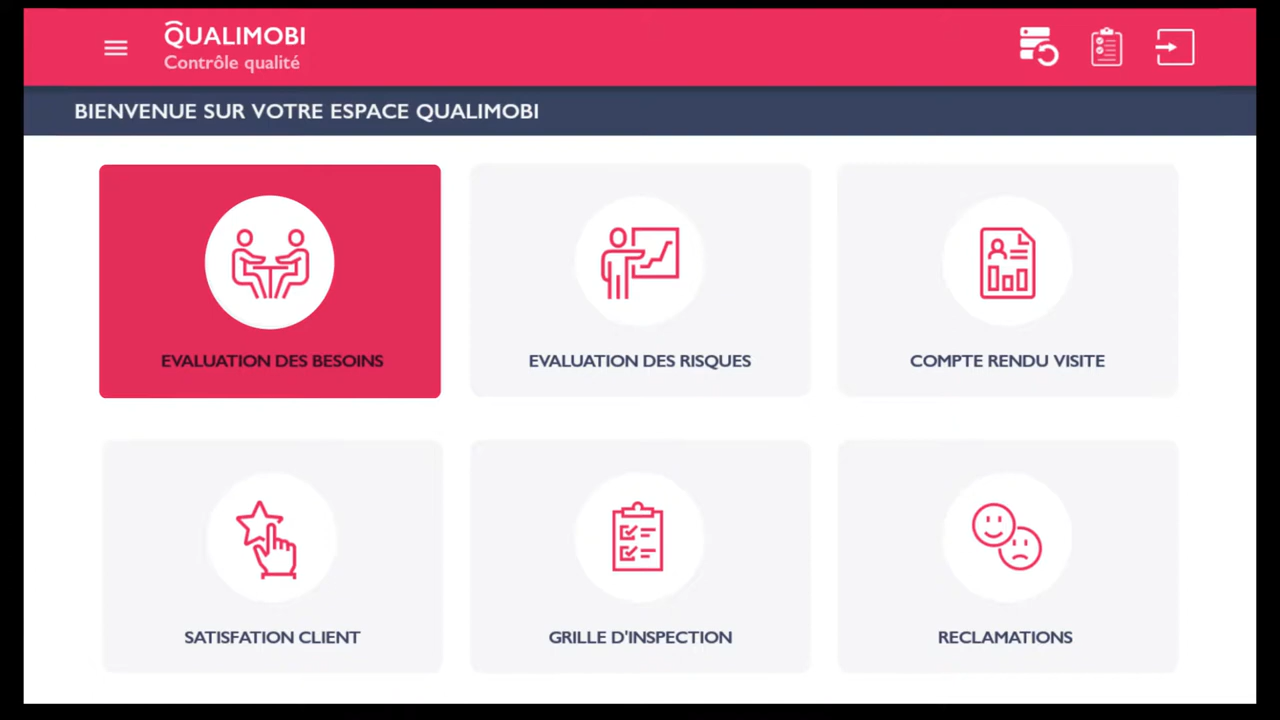 QUALIMOBI
Contrôle qualité
BIENVENUE SUR VOTRE ESPACE QUALIMOBI
EVALUATION DES BESOINS
EVALUATION DES RISQUES
COMPTE RENDU VISITE
SATISFATION CLIENT
GRILLE D'INSPECTION
RECLAMATIONS